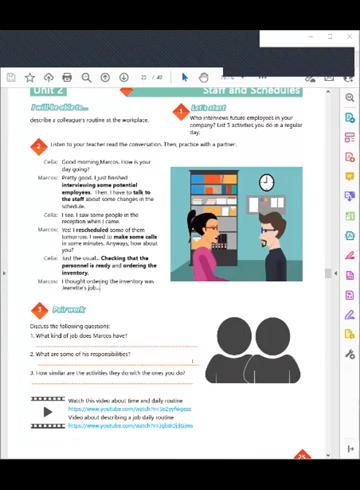 25 / 40
77%
Unit 2
Staff and Schedules
I will be able to...
describe a colleague's routine at the workplace.
1
Let's start
Who interviews future employees in your
company? List 5 activities you do in a regular
day.
2
Listen to your teacher read the conversation. Then, practice with a partner.
Celia: Good morning,Marcos. How is your
day going?
Marcos: Pretty good. I just finished
interviewing some potential
employees. Then, I have to talk to
the staff about some changes in the
schedule.
Celia: I see. I saw some people in the
reception when I came.
Marcos: Yes! I rescheduled some of them
tomorrow. I need to make some calls
in some minutes. Anyways, how about
you?
Celia: Just the usual... Checking that the
personnel is ready and ordering the
inventory.
Marcos: I thought ordering the inventory was
Jeanette's job...
3
Pair work
Discuss the following questions:
1. What kind of job does Marcos have?
2. What are some of his responsibilities?
3. How similar are the activities they do with the ones you do?
Watch this video about time and daily routine
Video about describing a job daily routine
25